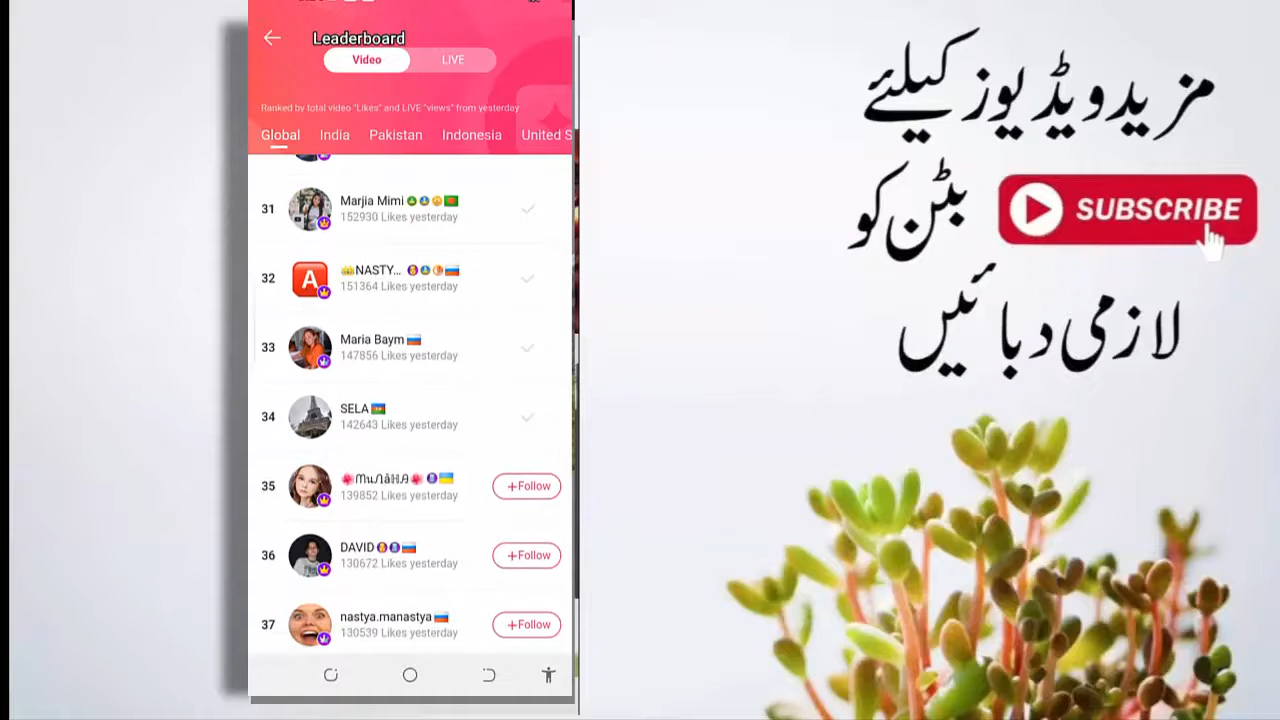 Leaderboard
Video LIVE
Ranked by total video "Likes" and LIVE "views" from yesterday
Global India Pakistan Indonesia United S
31 Marjia Mimi
152930 Likes yesterday
32 NASTY...
A
151364 Likes yesterday
33 Maria Baym
147856 Likes yesterday
34 SELA
142643 Likes yesterday
35
139852 Likes yesterday
+Follow
36 DAVID
130672 Likes yesterday
+Follow
37 nastya.manastya
130539 Likes yesterday
+Follow
مزید ویڈیوز کیلئے
SUBSCRIBE بٹن کو
لازمی دبائیں